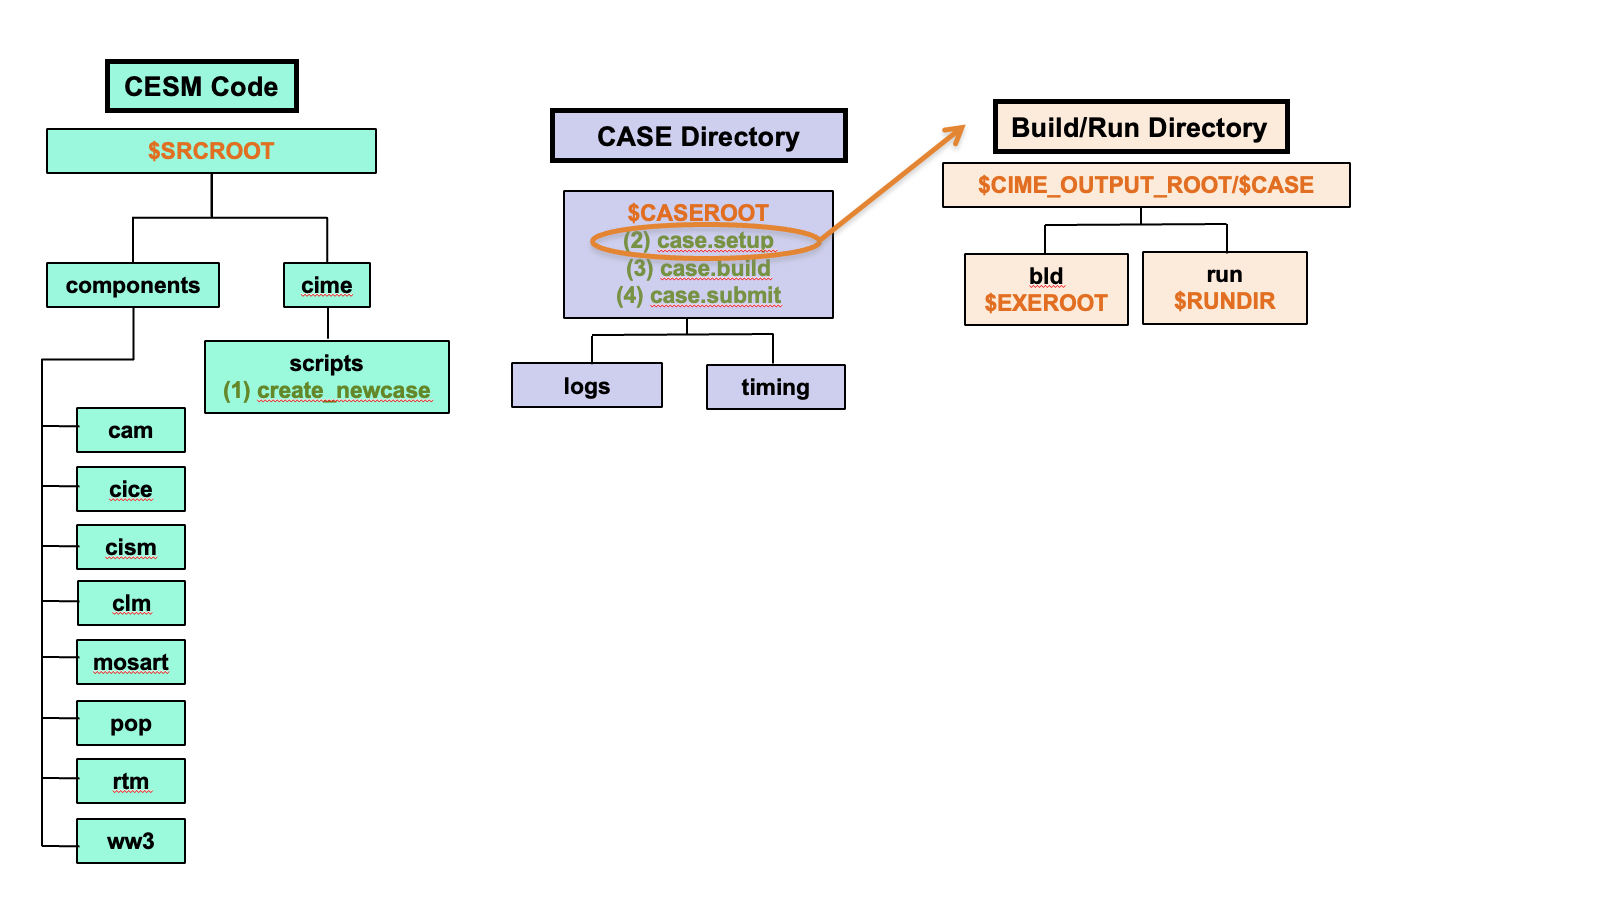 CESM Code
$SRCROOT
components
cime
scripts
(1) create_newcase
cam
cice
cism
clm
mosart
pop
rtm
ww3
CASE Directory
$CASEROOT
(2) case.setup
(3) case.build
(4) case.submit
logs
timing
Build/Run Directory
$CIME_OUTPUT_ROOT/$CASE
bld
$EXEROOT
run
$RUNDIR